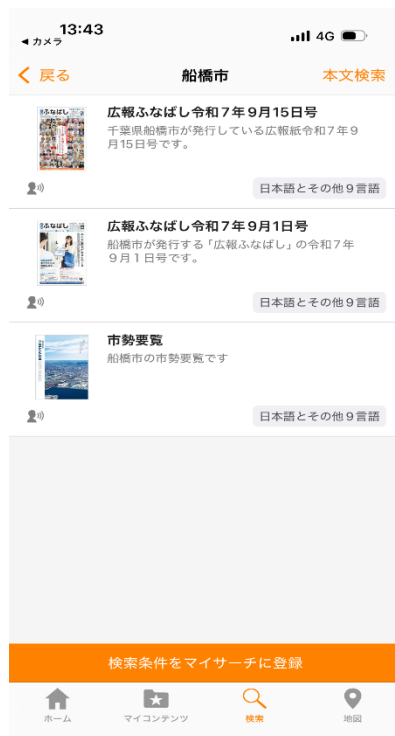 13:43
◀ カメラ
4G
戻る
船橋市
本文検索
広報ふなばし令和7年9月15日号
千葉県船橋市が発行している広報紙令和7年9
月15日号です。
日本語とその他9言語
広報ふなばし令和7年9月1日号
船橋市が発行する「広報ふなばし」の令和7年
9月1日号です。
日本語とその他9言語
市勢要覧
船橋市の市勢要覧です
日本語とその他9言語
検索条件をマイサーチに登録
ホーム
マイコンテンツ
検索
地図